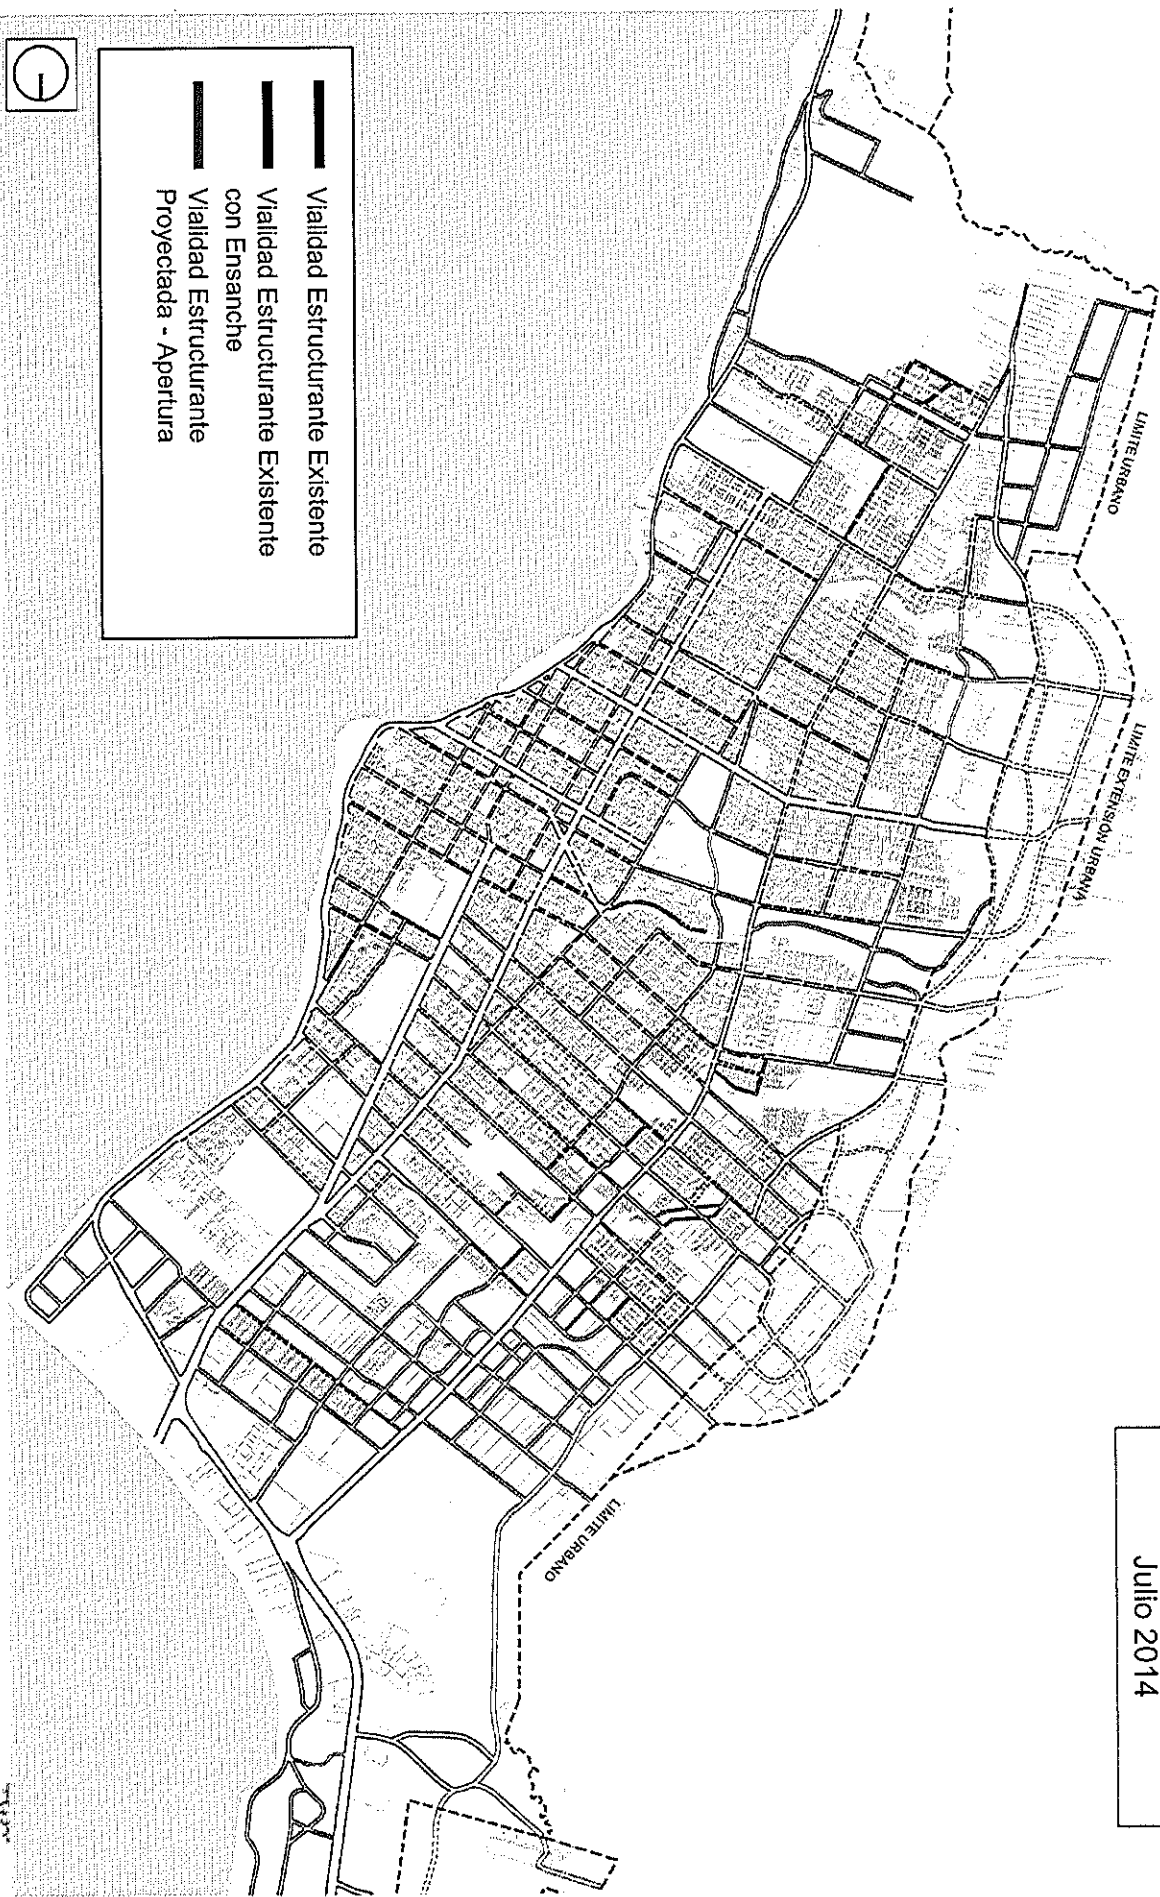 Julio 2014
LIMITE URBANO
LIMITE EXTENSIÓN URBANA
LIMITE URBANO
Vialidad Estructurante Existente
Vialidad Estructurante Existente
con Ensanche
Vialidad Estructurante
Proyectada - Apertura